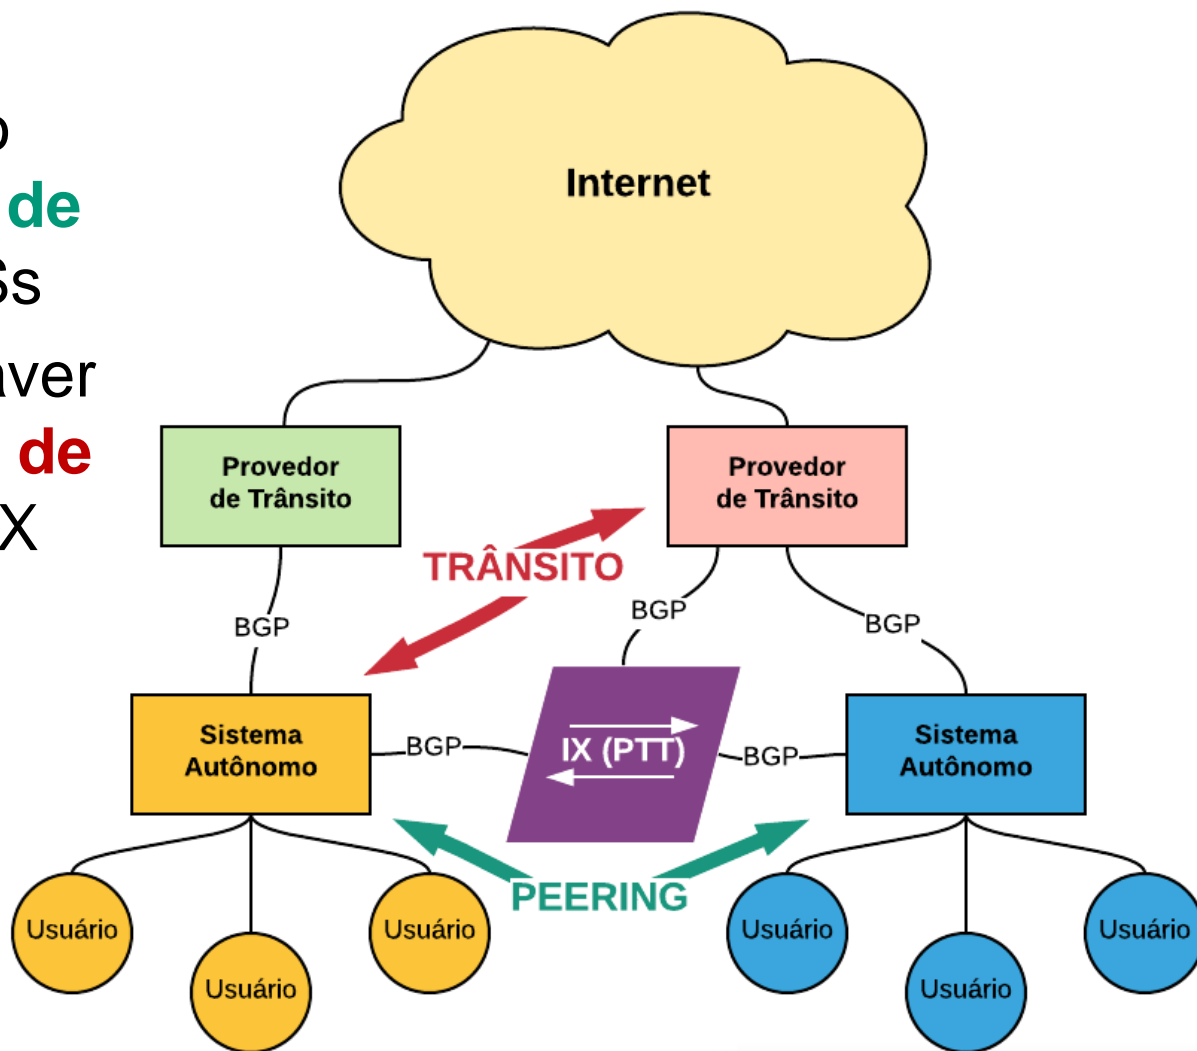 Internet
de
Provedor
de Trânsito
Provedor
de Trânsito
de
X
TRÂNSITO
BGP
BGP
BGP
Sistema
Autônomo
BGP
IX (PTT)
BGP
Sistema
Autônomo
PEERING
Usuário
Usuário
Usuário
Usuário
Usuário
Usuário